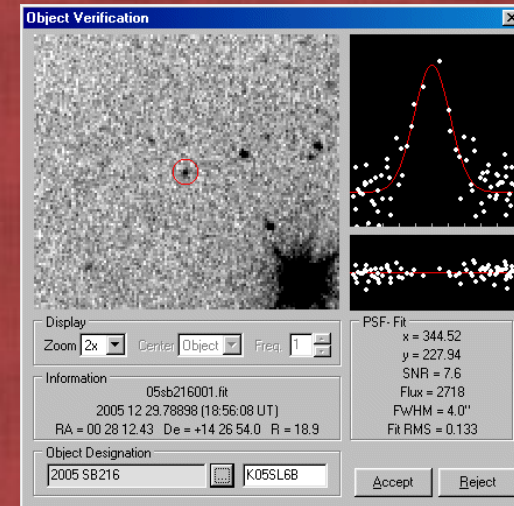 Object Verification
Display
Zoom 2x Center Object Freq. 1
Information
05sb216001.fit
2005 12 29.78898 (18:56:08 UT)
RA = 00 28 12.43 De = +14 26 54.0 R = 18.9
Object Designation
2005 SB216 ... K05SL6B
PSF- Fit
x = 344.52
y = 227.94
SNR = 7.6
Flux = 2718
FWHM = 4.0''
Fit RMS = 0.133
Accept Reject